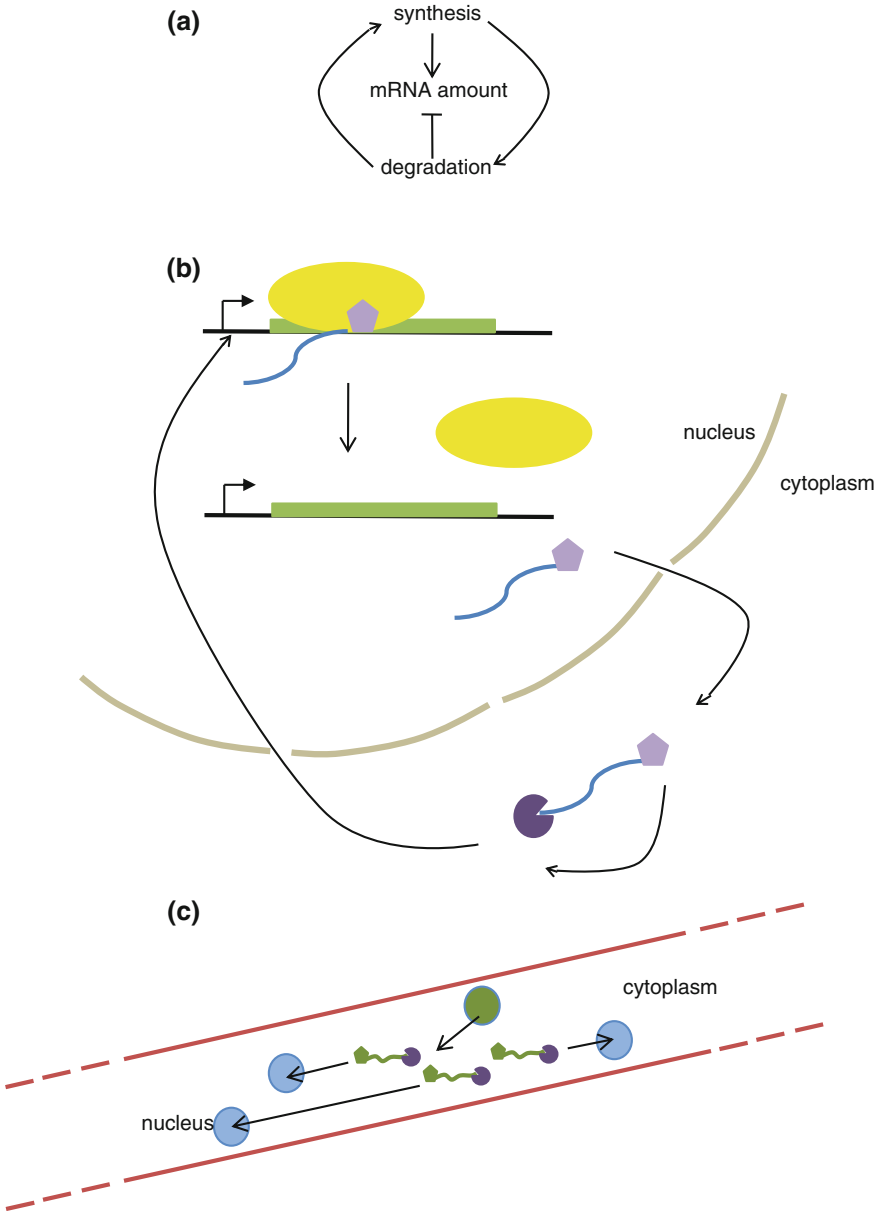 (a)
synthesis
mRNA amount
degradation
(b)
nucleus
cytoplasm
(c)
cytoplasm
nucleus